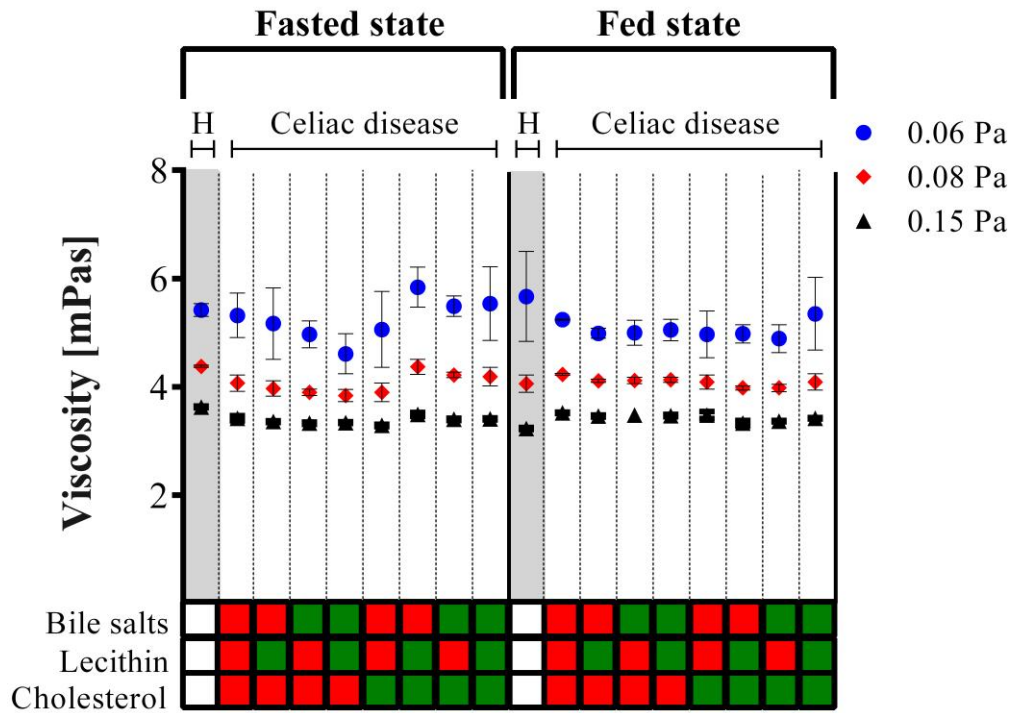 Fasted state Fed state
H Celiac disease H Celiac disease
0.06 Pa
0.08 Pa
0.15 Pa
Viscosity [mPas]
8
6
4
2
Bile salts
Lecithin
Cholesterol